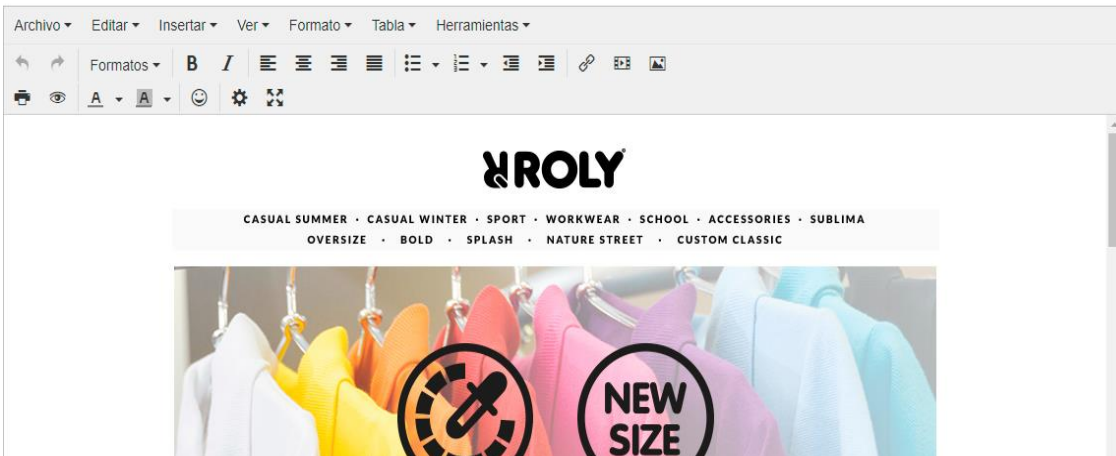 Archivo Editar Insertar Ver Formato Tabla Herramientas
Formatos B I
A A
ROLY
CASUAL SUMMER · CASUAL WINTER · SPORT · WORKWEAR · SCHOOL · ACCESSORIES · SUBLIMA
OVERSIZE · BOLD · SPLASH · NATURE STREET · CUSTOM CLASSIC
NEW
SIZE